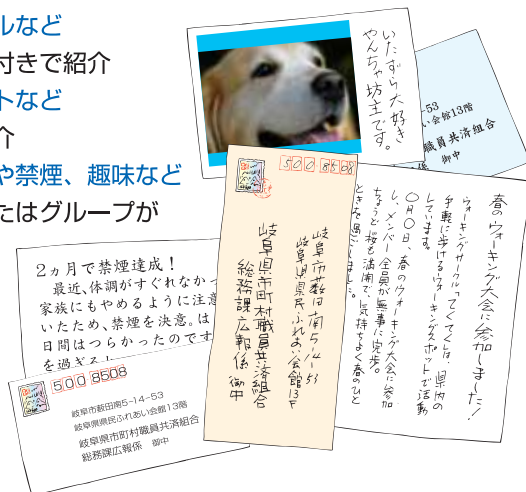 ルなど
付きで紹介
トなど
介
や禁煙、趣味など
たはグループが
いたずら大好き
やんちゃ坊主です。
-53
い会館13階
職員共済組合
御中
500 8508
岐阜市薮田南5-14-53
岐阜県県民ふれあい会館13F
岐阜県市町村職員共済組合
総務課広報係 御中
春のウォーキング大会に参加しました!
ウォーキングサークル「てくてく」は、県内の
手軽に歩けるウォーキングスポットで活動
しています。
〇月〇日、春のウォーキング大会に参加
し、メンバー全員が無事に完歩。
ちょうど桜も満開で、気持ちよく春のひと
ときを過ごしました。
2ヵ月で禁煙達成!
最近、体調がすぐれなかっ
家族にもやめるように注意
いたため、禁煙を決意。は
日間はつらかったのです
を過ぎると
500 8508
岐阜市薮田南5-14-53
岐阜県県民ふれあい会館13階
岐阜県市町村職員共済組合
総務課広報係 御中